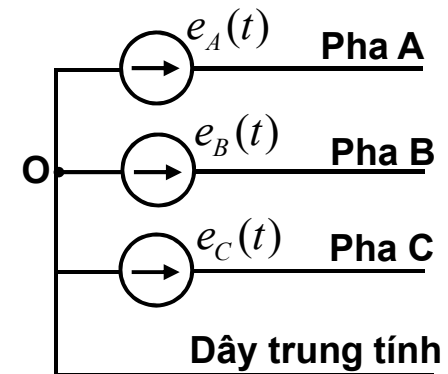 e_A(t) Pha A
e_B(t) Pha B
O
e_C(t) Pha C
Dây trung tính